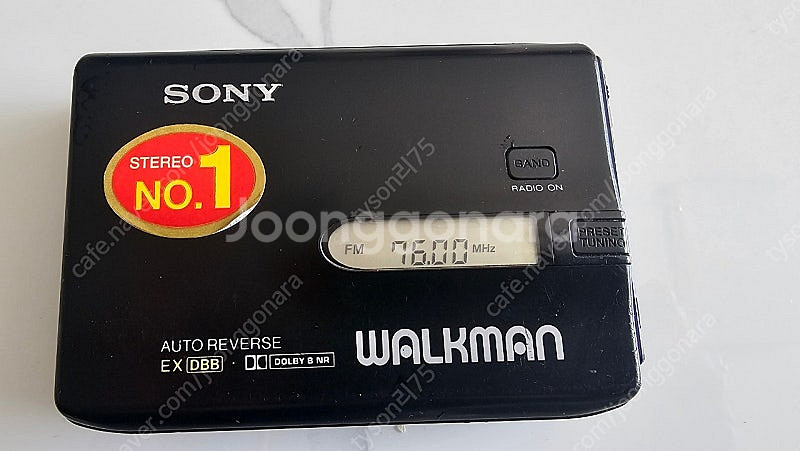 SONY
STEREO
NO.1
BAND
RADIO ON
FM 76.00 MHz
PRESET
TUNING
Joonggonara
AUTO REVERSE
EX DBB · DOLBY B NR
WALKMAN